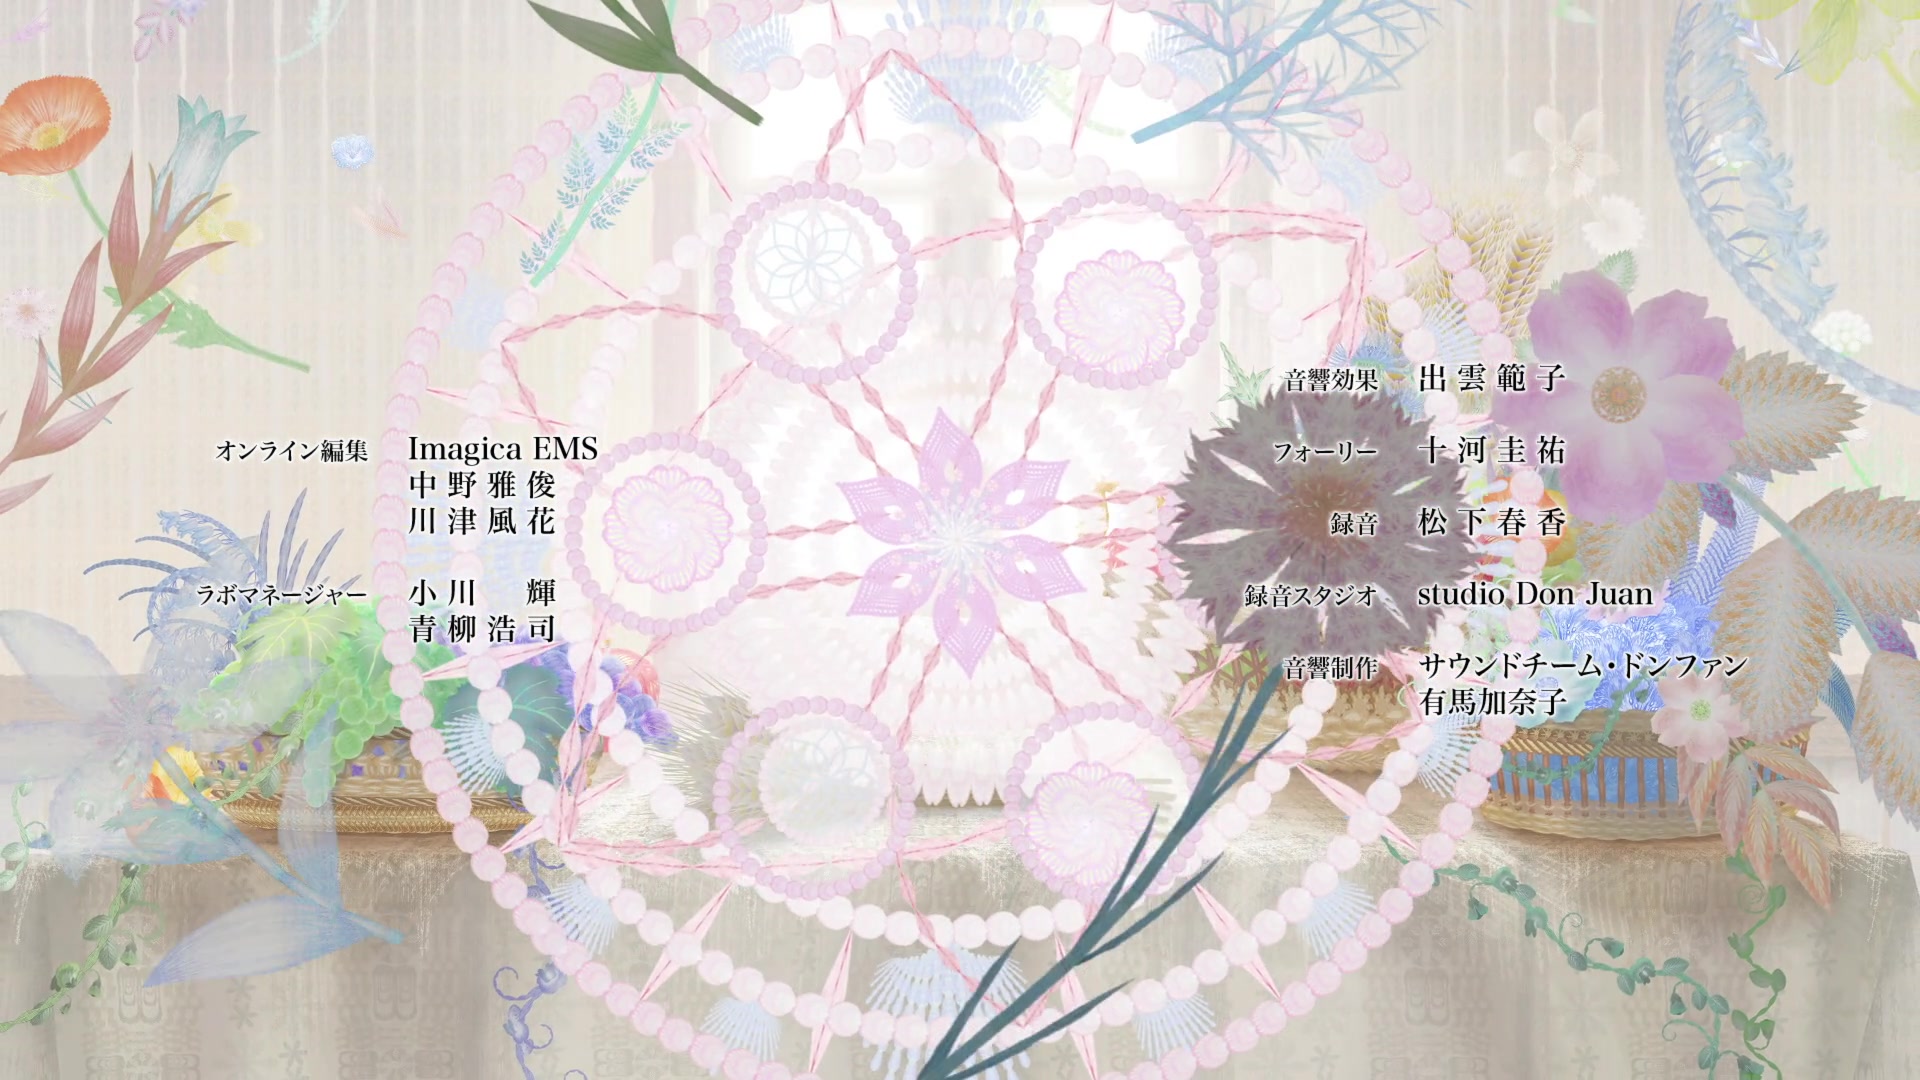 オンライン編集 Imagica EMS
中野雅俊
川津風花
ラボマネージャー 小川 輝
青柳浩司
音響効果 出雲範子
フォーリー 十河圭祐
録音 松下春香
録音スタジオ studio Don Juan
音響制作 サウンドチーム・ドンファン
有馬加奈子